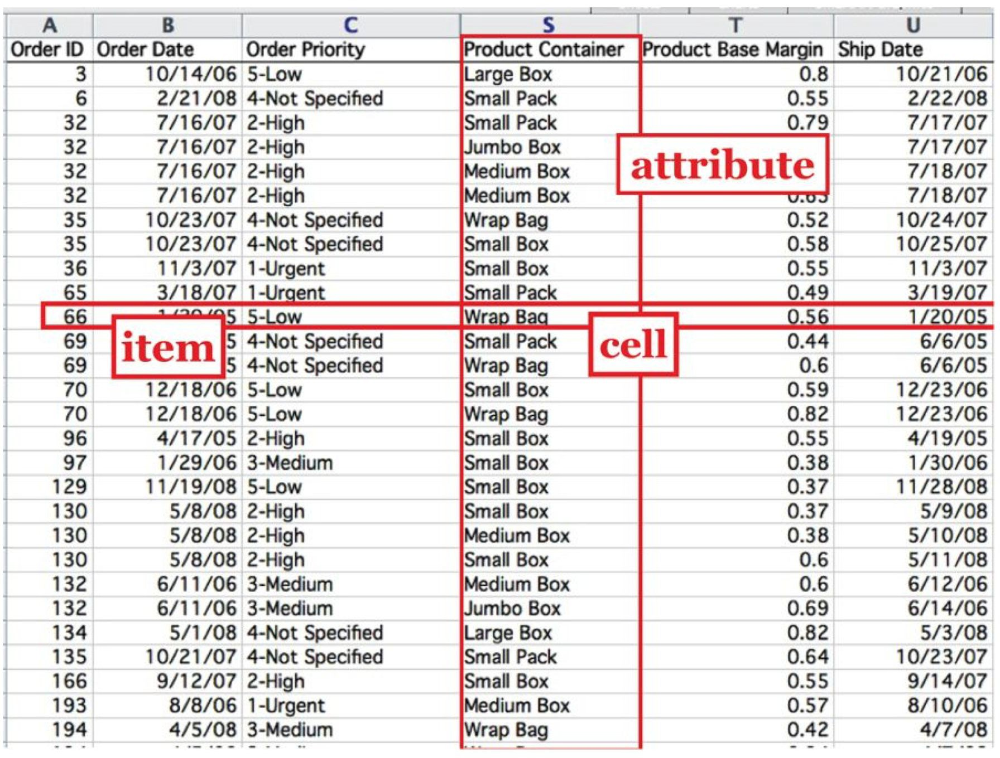 A B C S T U
Order ID Order Date Order Priority Product Container Product Base Margin Ship Date
3 10/14/06 5-Low Large Box 0.8 10/21/06
6 2/21/08 4-Not Specified Small Pack 0.55 2/22/08
32 7/16/07 2-High Small Pack 0.79 7/17/07
32 7/16/07 2-High Jumbo Box 7/17/07
attribute
32 7/16/07 2-High Medium Box 7/18/07
32 7/16/07 2-High Medium Box 7/18/07
35 10/23/07 4-Not Specified Wrap Bag 0.52 10/24/07
35 10/23/07 4-Not Specified Small Box 0.58 10/25/07
36 11/3/07 1-Urgent Small Box 0.55 11/3/07
65 3/18/07 1-Urgent Small Pack 0.49 3/19/07
66 5-Low Wrap Bag 0.56 1/20/05
item cell
69 5 4-Not Specified Small Pack 0.44 6/6/05
69 5 4-Not Specified Wrap Bag 0.6 6/6/05
70 12/18/06 5-Low Small Box 0.59 12/23/06
70 12/18/06 5-Low Wrap Bag 0.82 12/23/06
96 4/17/05 2-High Small Box 0.55 4/19/05
97 1/29/06 3-Medium Small Box 0.38 1/30/06
129 11/19/08 5-Low Small Box 0.37 11/28/08
130 5/8/08 2-High Small Box 0.37 5/9/08
130 5/8/08 2-High Medium Box 0.38 5/10/08
130 5/8/08 2-High Small Box 0.6 5/11/08
132 6/11/06 3-Medium Medium Box 0.6 6/12/06
132 6/11/06 3-Medium Jumbo Box 0.69 6/14/06
134 5/1/08 4-Not Specified Large Box 0.82 5/3/08
135 10/21/07 4-Not Specified Small Pack 0.64 10/23/07
166 9/12/07 2-High Small Box 0.55 9/14/07
193 8/8/06 1-Urgent Medium Box 0.57 8/10/06
194 4/5/08 3-Medium Wrap Bag 0.42 4/7/08